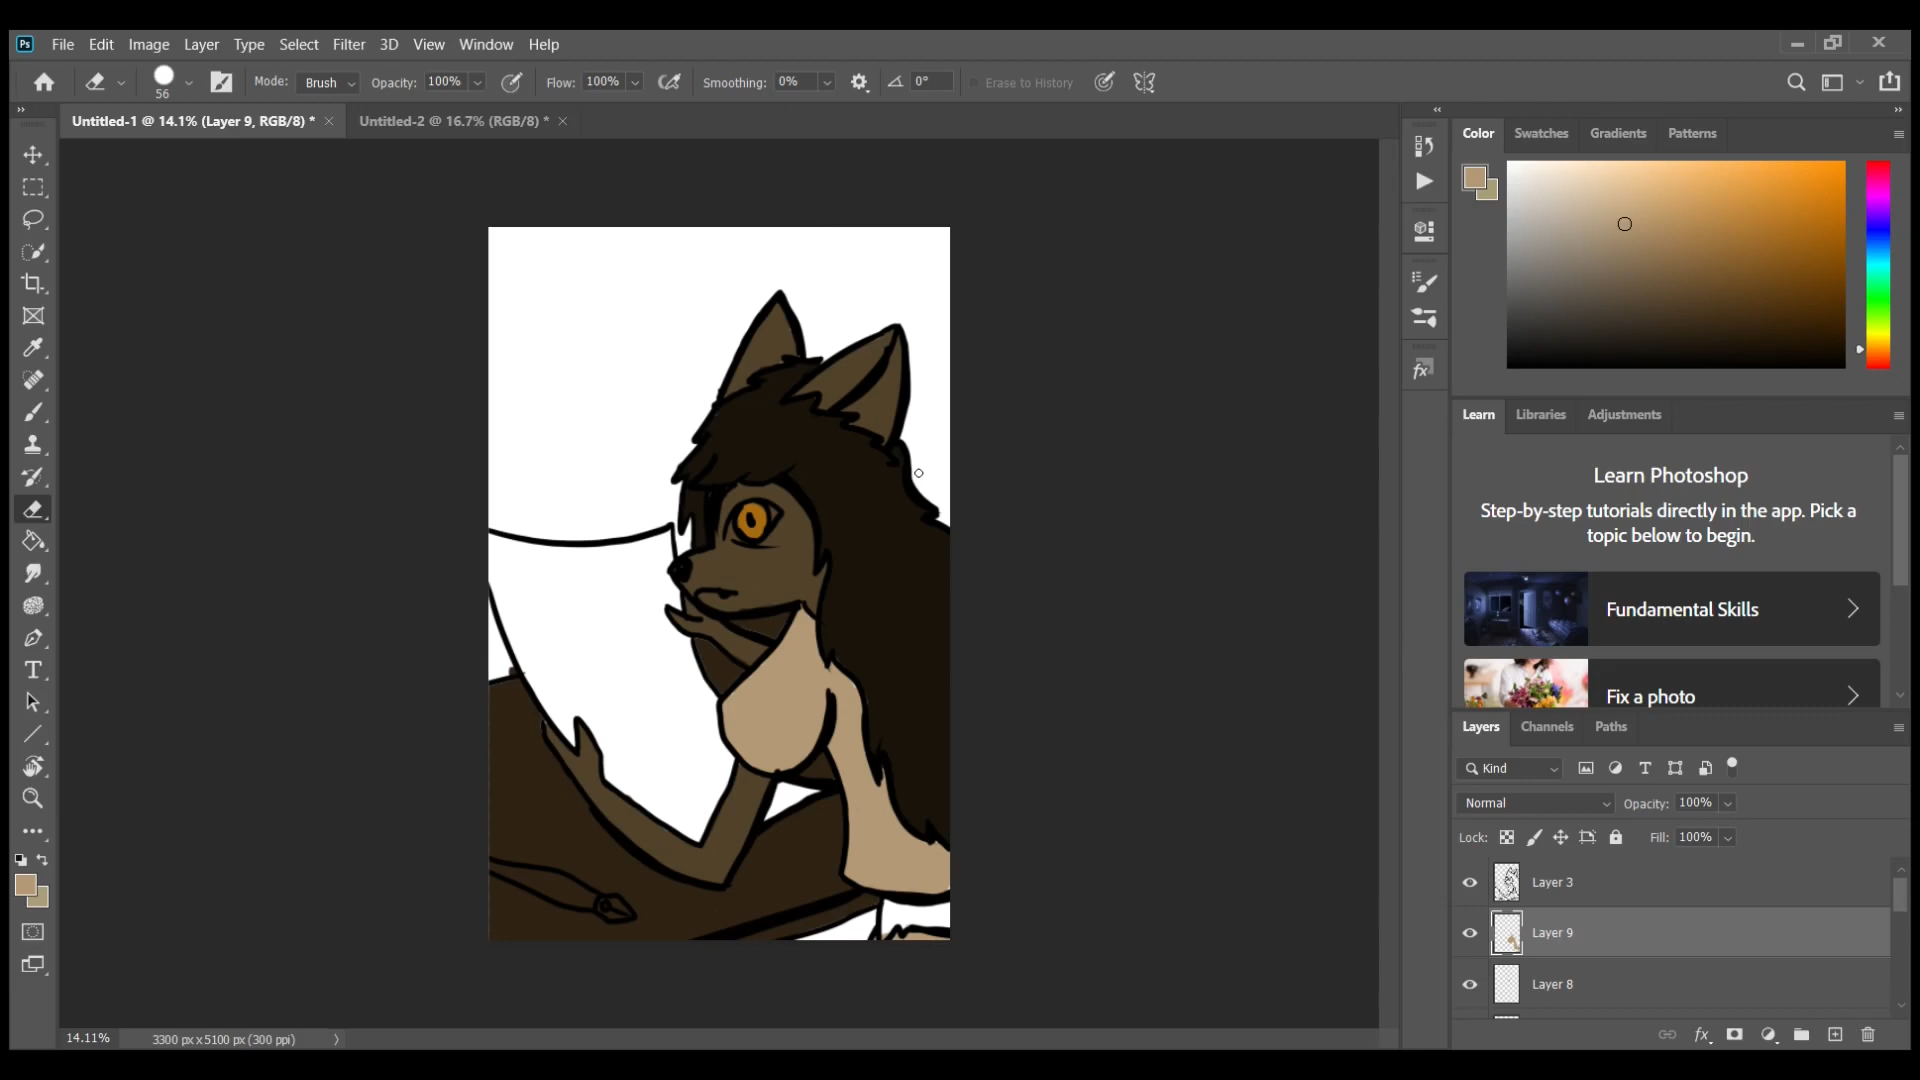 Ps File Edit Image Layer Type Select Filter 3D View Window Help
56 Mode: Brush Opacity: 100% Flow: 100% Smoothing: 0% 0° Erase to History
Untitled-1 @ 14.1% (Layer 9, RGB/8) * Untitled-2 @ 16.7% (RGB/8) *
Color Swatches Gradients Patterns
Learn Libraries Adjustments
Learn Photoshop
Step-by-step tutorials directly in the app. Pick a
topic below to begin.
Fundamental Skills
Fix a photo
Layers Channels Paths
Kind
Normal Opacity: 100%
Lock: Fill: 100%
Layer 3
Layer 9
Layer 8
fx
14.11% 3300 px x 5100 px (300 ppi)